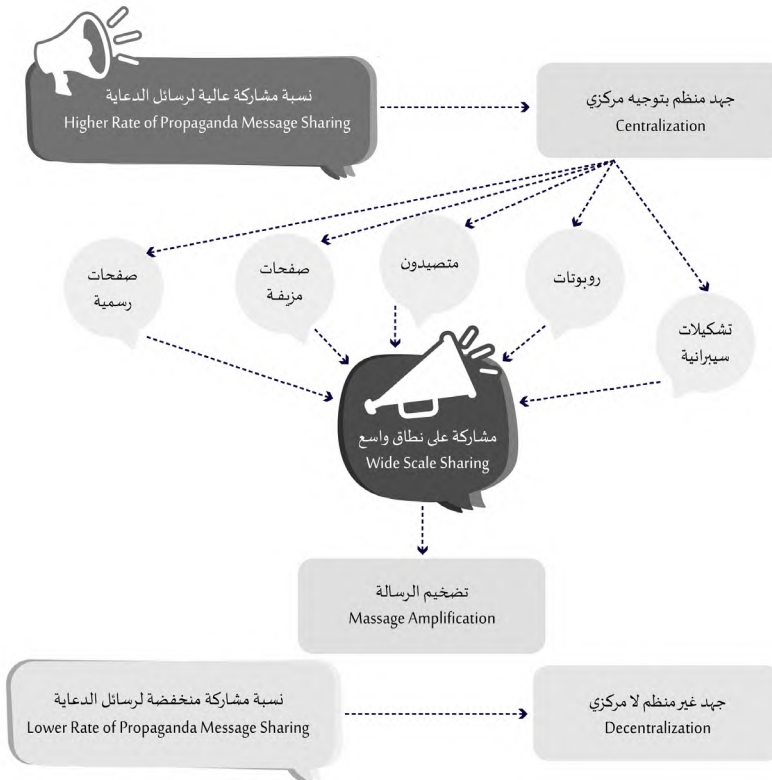 نسبة مشاركة عالية لرسائل الدعاية
Higher Rate of Propaganda Message Sharing
جهد منظم بتوجيه مركزي
Centralization
صفحات
رسمية
صفحات
مزيفة
متصيدون
روبوتات
تشكيلات
سيبرانية
مشاركة على نطاق واسع
Wide Scale Sharing
تضخيم الرسالة
Massage Amplification
نسبة مشاركة منخفضة لرسائل الدعاية
Lower Rate of Propaganda Message Sharing
جهد غير منظم لا مركزي
Decentralization